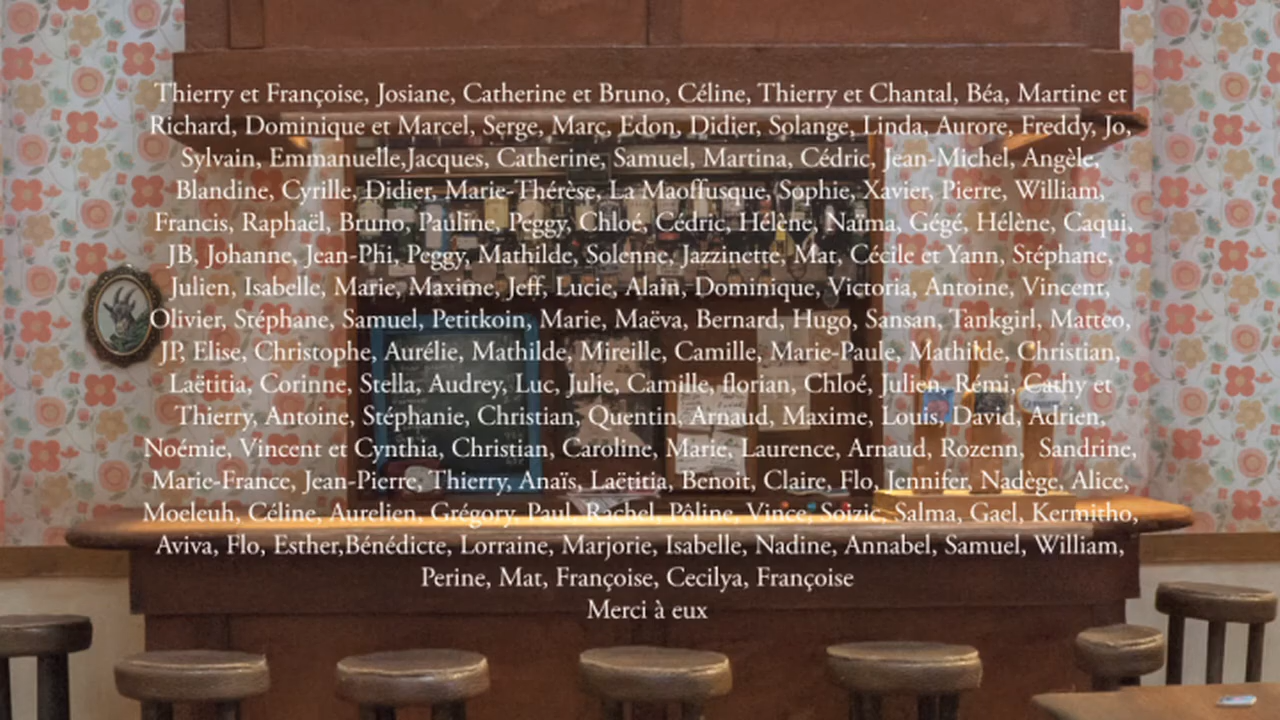 Thierry et Françoise, Josiane, Catherine et Bruno, Céline, Thierry et Chantal, Béa, Martine et
Richard, Dominique et Marcel, Serge, Marc, Edon, Didier, Solange, Linda, Aurore, Freddy, Jo,
Sylvain, Emmanuelle,Jacques, Catherine, Samuel, Martina, Cédric, Jean-Michel, Angèle,
Blandine, Cyrille, Didier, Marie-Thérèse, La Maoffusque, Sophie, Xavier, Pierre, William,
Francis, Raphaël, Bruno, Pauline, Peggy, Chloé, Cédric, Hélène, Naïma, Gégé, Hélène, Caqui,
JB, Johanne, Jean-Phi, Peggy, Mathilde, Solenne, Jazzinette, Mat, Cécile et Yann, Stéphane,
Julien, Isabelle, Marie, Maxime, Jeff, Lucie, Alain, Dominique, Victoria, Antoine, Vincent,
Olivier, Stéphane, Samuel, Petitkoin, Marie, Maëva, Bernard, Hugo, Sansan, Tankgirl, Matteo,
JP, Elise, Christophe, Aurélie, Mathilde, Mireille, Camille, Marie-Paule, Mathilde, Christian,
Laëtitia, Corinne, Stella, Audrey, Luc, Julie, Camille, florian, Chloé, Julien, Rémi, Cathy et
Thierry, Antoine, Stéphanie, Christian, Quentin, Arnaud, Maxime, Louis, David, Adrien,
Noémie, Vincent et Cynthia, Christian, Caroline, Marie, Laurence, Arnaud, Rozenn, Sandrine,
Marie-France, Jean-Pierre, Thierry, Anaïs, Laëtitia, Benoit, Claire, Flo, Jennifer, Nadège, Alice,
Moeleuh, Céline, Aurelien, Grégory, Paul, Rachel, Pôline, Vince, Soizic, Salma, Gael, Kermitho,
Aviva, Flo, Esther,Bénédicte, Lorraine, Marjorie, Isabelle, Nadine, Annabel, Samuel, William,
Perine, Mat, Françoise, Cecilya, Françoise
Merci à eux